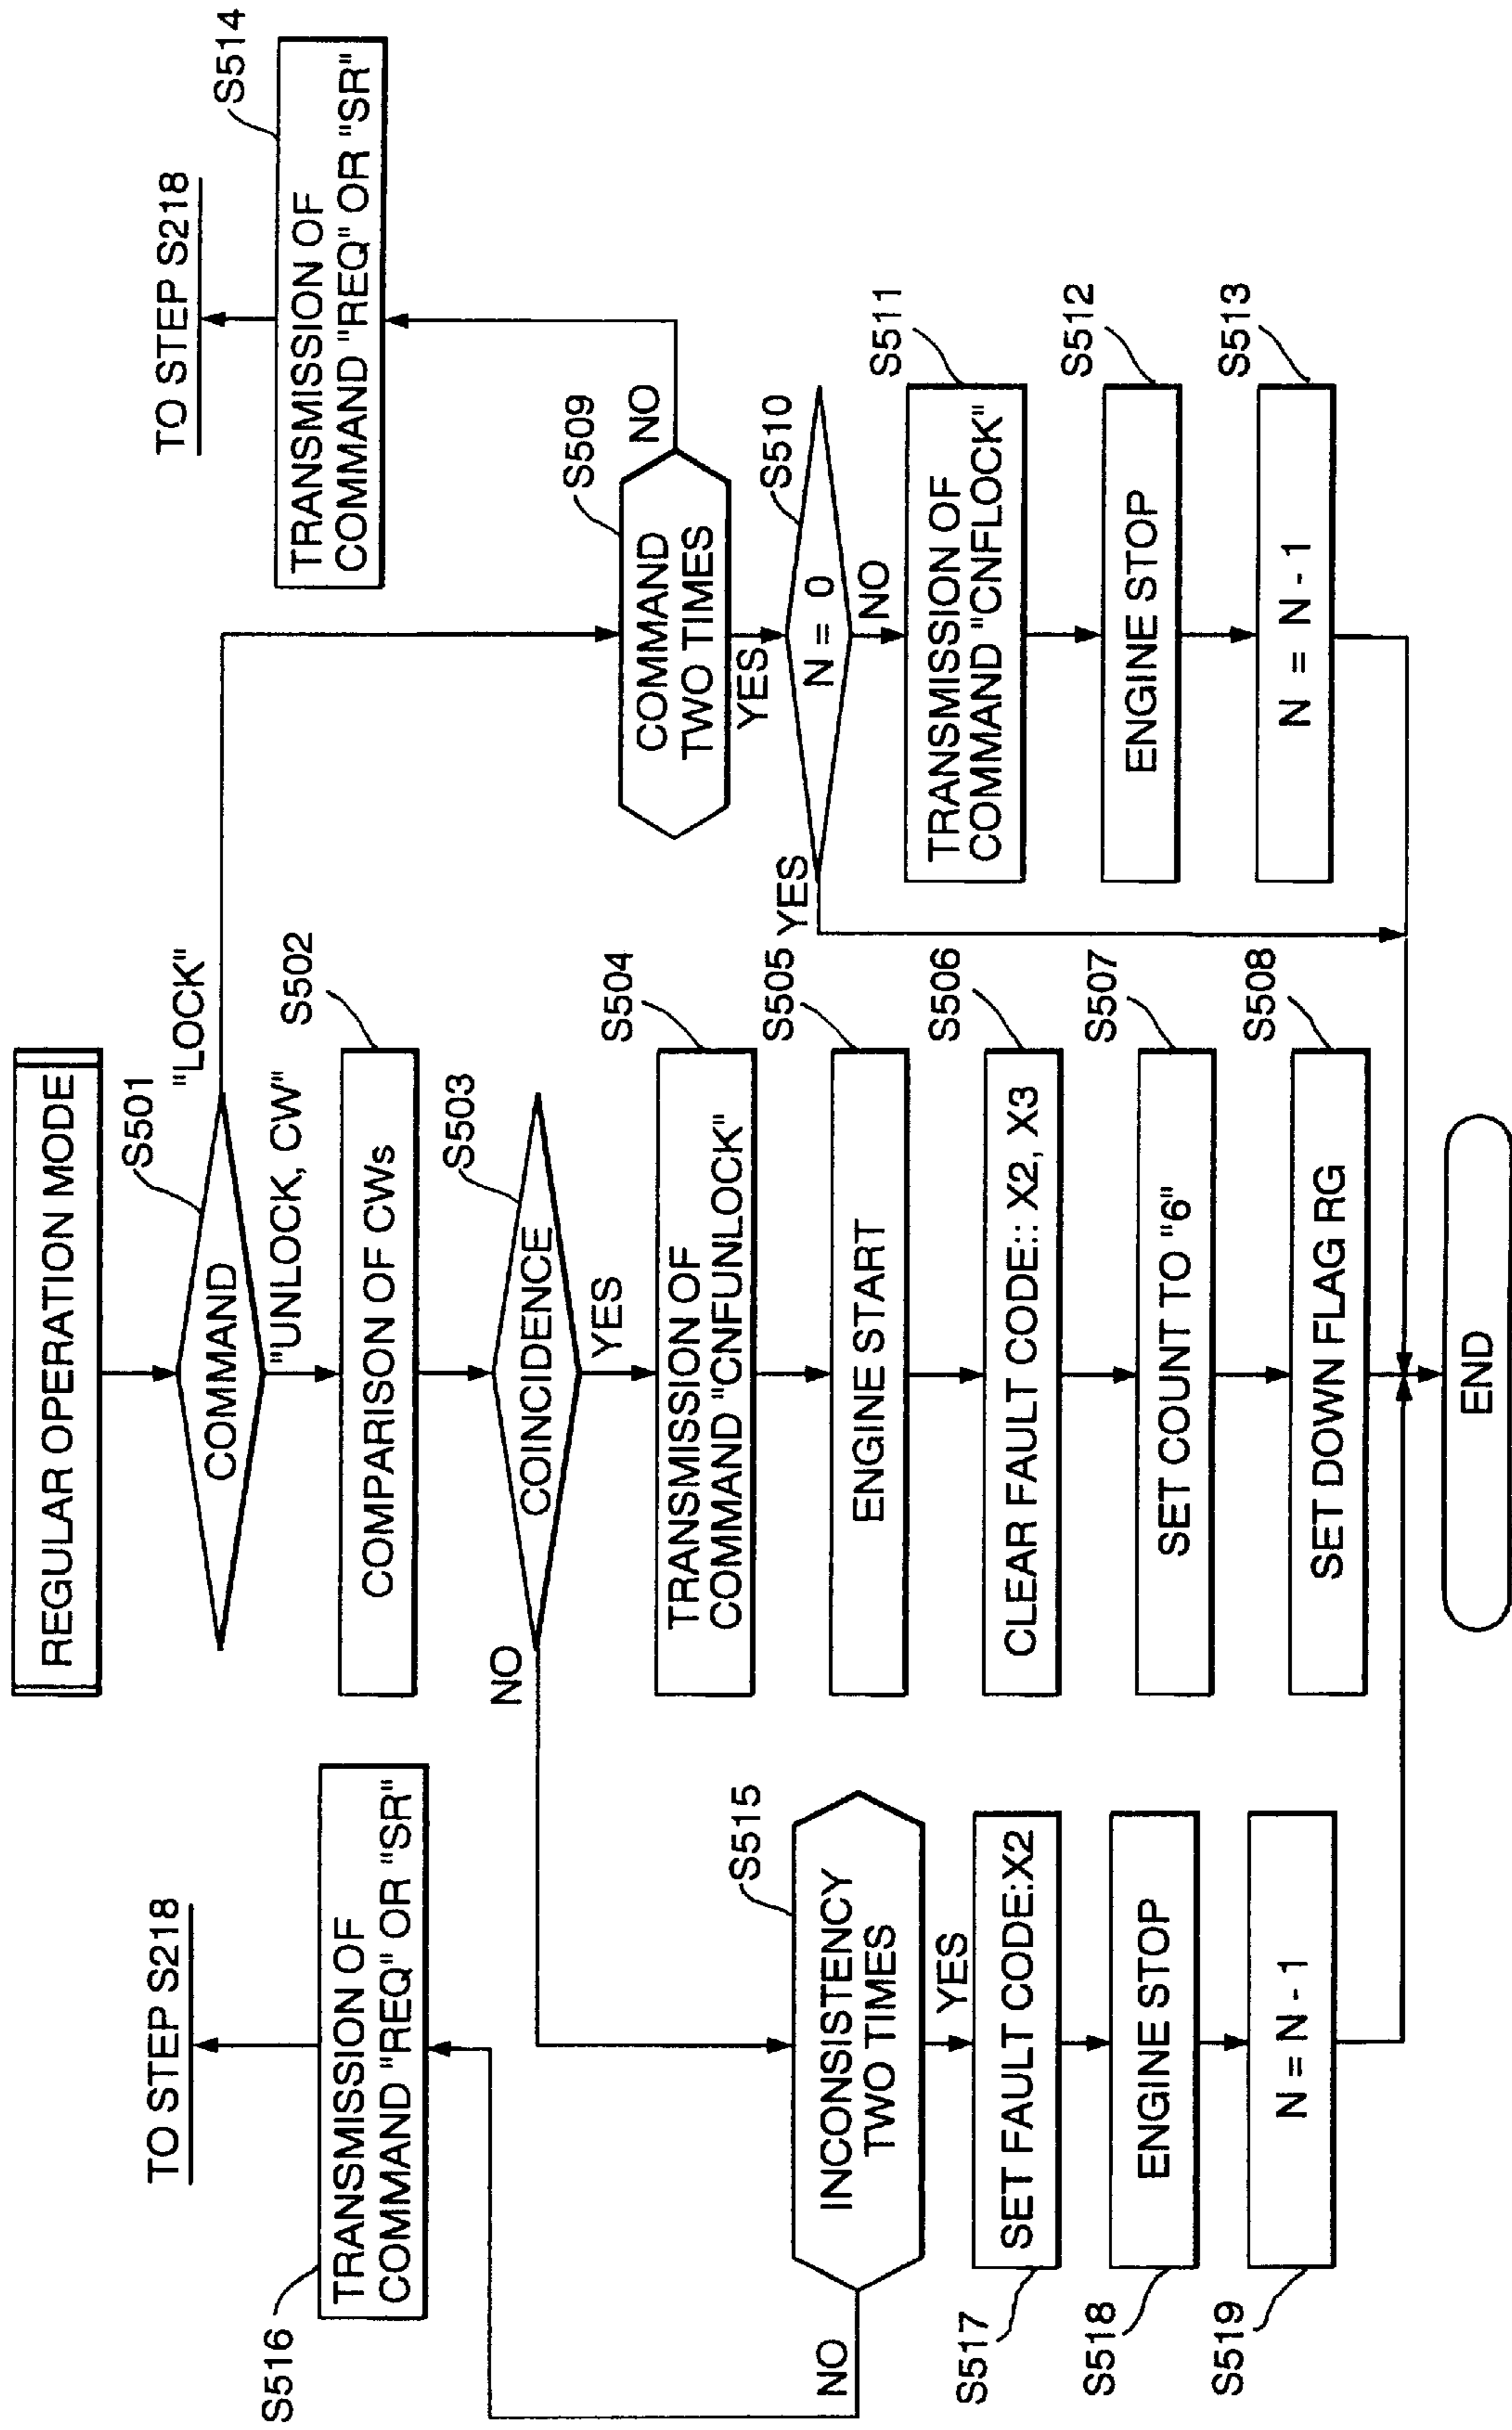 REGULAR OPERATION MODE
S501
COMMAND
"LOCK"
"UNLOCK, CW"
S502
COMPARISON OF CWs
S503
COINCIDENCE
NO
YES
S504
TRANSMISSION OF
COMMAND "CNFUNLOCK"
S505
ENGINE START
S506
CLEAR FAULT CODE:: X2, X3
S507
SET COUNT TO "6"
S508
SET DOWN FLAG RG
END
TO STEP S218
S514
TRANSMISSION OF
COMMAND "REQ" OR "SR"
S509
COMMAND
TWO TIMES
NO
YES
S510
N = 0
YES
NO
S511
TRANSMISSION OF
COMMAND "CNFLOCK"
S512
ENGINE STOP
S513
N = N - 1
TO STEP S218
S516
TRANSMISSION OF
COMMAND "REQ" OR "SR"
S515
INCONSISTENCY
TWO TIMES
NO
YES
S517
SET FAULT CODE:X2
S518
ENGINE STOP
S519
N = N - 1